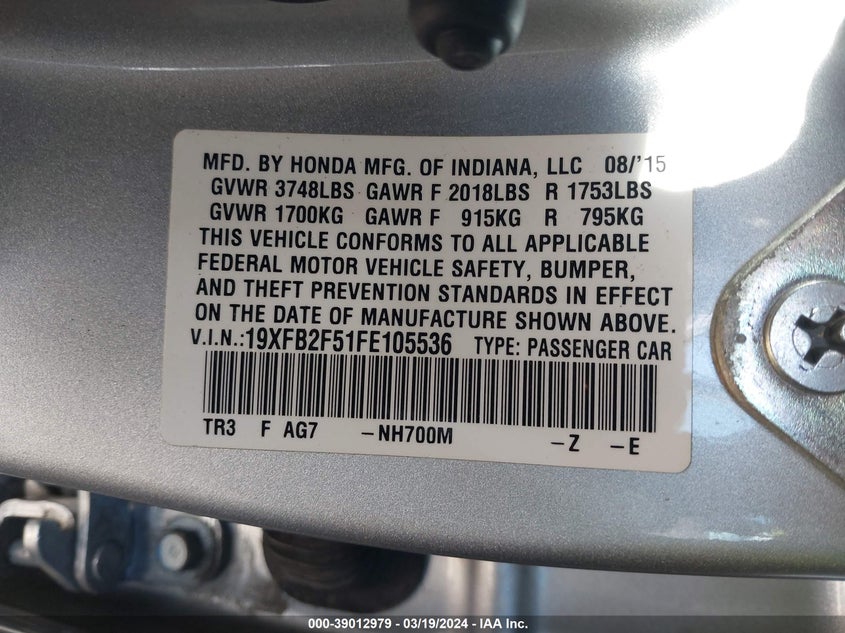 MFD. BY HONDA MFG. OF INDIANA, LLC 08/'15
GVWR 3748LBS GAWR F 2018LBS R 1753LBS
GVWR 1700KG GAWR F 915KG R 795KG
THIS VEHICLE CONFORMS TO ALL APPLICABLE
FEDERAL MOTOR VEHICLE SAFETY, BUMPER,
AND THEFT PREVENTION STANDARDS IN EFFECT
ON THE DATE OF MANUFACTURE SHOWN ABOVE.
V.I.N.:19XFB2F51FE105536 TYPE: PASSENGER CAR
TR3 F AG7 -NH700M -Z -E
000-39012979 - 03/19/2024 - IAA Inc.